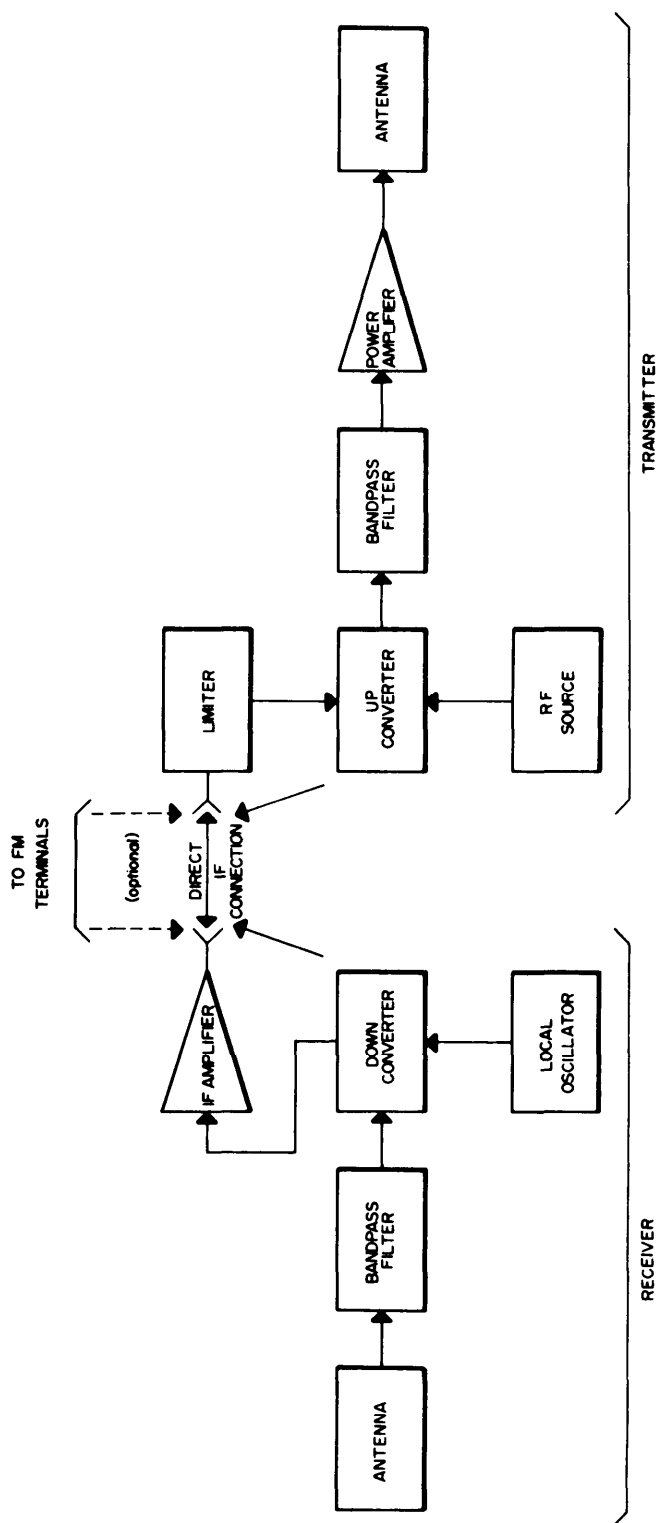 TO FM
TERMINALS
(optional)
DIRECT
IF
CONNECTION
IF AMPLIFIER
LIMITER
ANTENNA
BANDPASS
FILTER
DOWN
CONVERTER
UP
CONVERTER
BANDPASS
FILTER
POWER
AMPLIFIER
ANTENNA
LOCAL
OSCILLATOR
RF
SOURCE
RECEIVER
TRANSMITTER